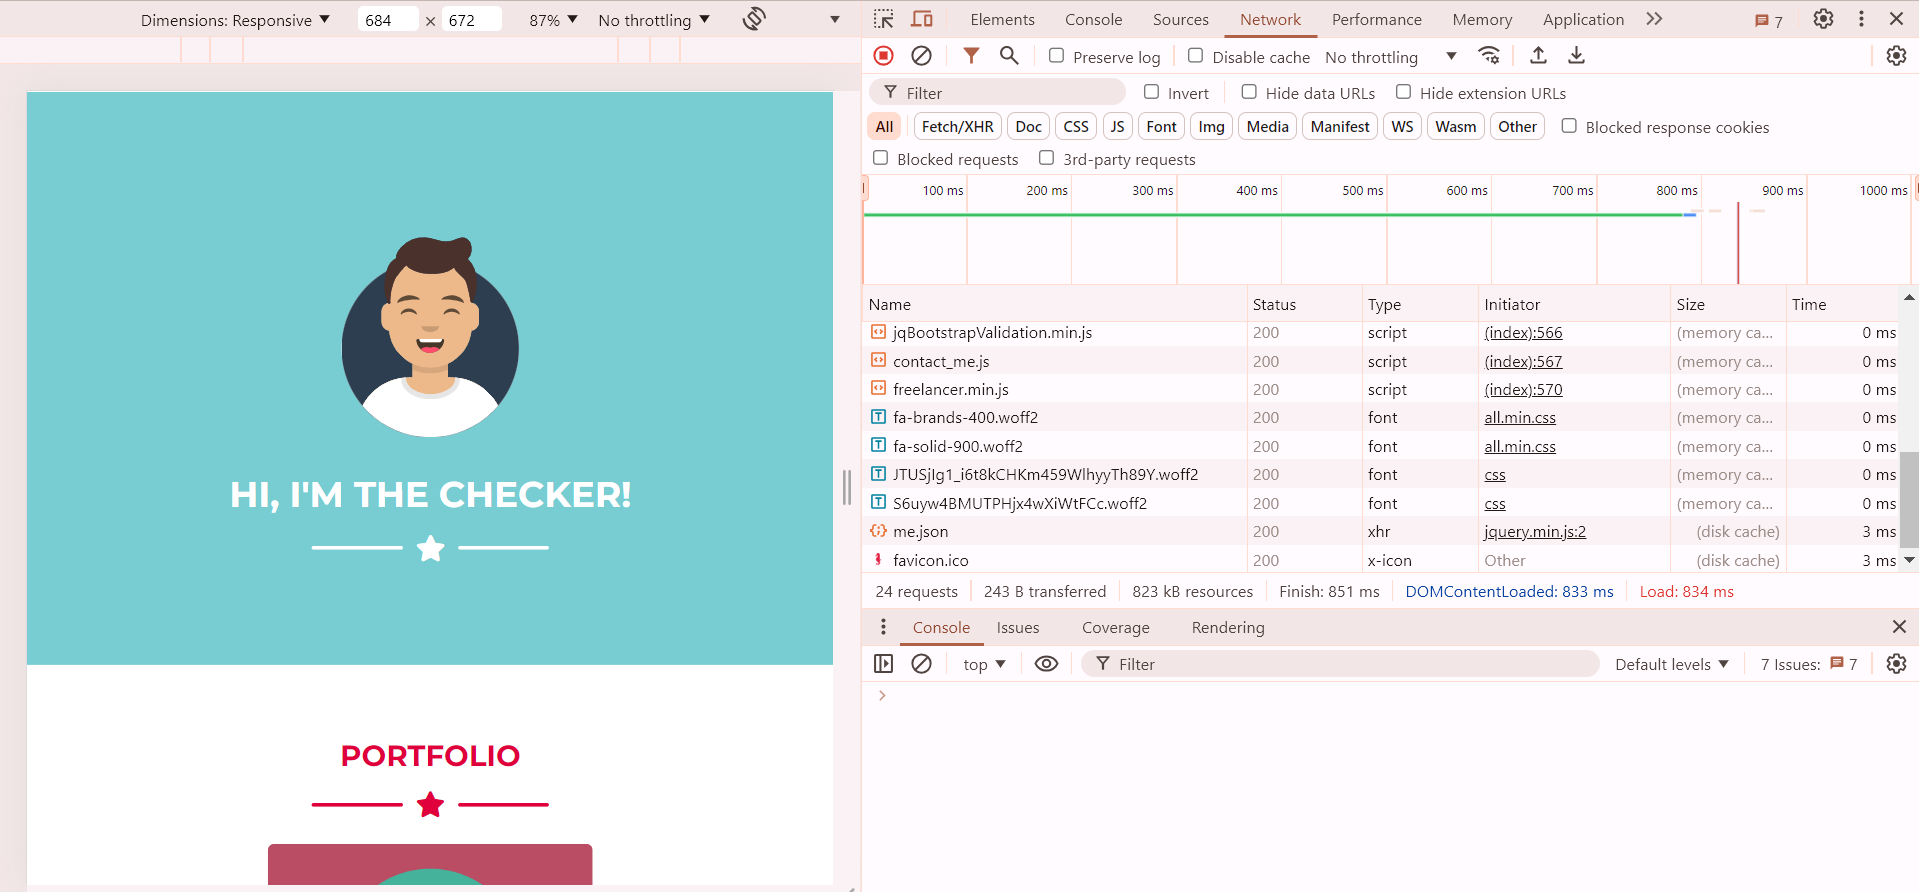 Dimensions: Responsive 684 × 672 87% No throttling
HI, I'M THE CHECKER!
PORTFOLIO
Elements Console Sources Network Performance Memory Application 7
Preserve log Disable cache No throttling
Filter Invert Hide data URLs Hide extension URLs
All Fetch/XHR Doc CSS JS Font Img Media Manifest WS Wasm Other Blocked response cookies
Blocked requests 3rd-party requests
100 ms 200 ms 300 ms 400 ms 500 ms 600 ms 700 ms 800 ms 900 ms 1000 ms
Name Status Type Initiator Size Time
jqBootstrapValidation.min.js 200 script (index):566 (memory ca... 0 ms
contact_me.js 200 script (index):567 (memory ca... 0 ms
freelancer.min.js 200 script (index):570 (memory ca... 0 ms
fa-brands-400.woff2 200 font all.min.css (memory ca... 0 ms
fa-solid-900.woff2 200 font all.min.css (memory ca... 0 ms
JTUSjIg1_i6t8kCHKm459WlhyyTh89Y.woff2 200 font css (memory ca... 0 ms
S6uyw4BMUTPHjx4wXiWtFCc.woff2 200 font css (memory ca... 0 ms
me.json 200 xhr jquery.min.js:2 (disk cache) 3 ms
favicon.ico 200 x-icon Other (disk cache) 3 ms
24 requests 243 B transferred 823 kB resources Finish: 851 ms DOMContentLoaded: 833 ms Load: 834 ms
Console Issues Coverage Rendering
top Filter Default levels 7 Issues: 7